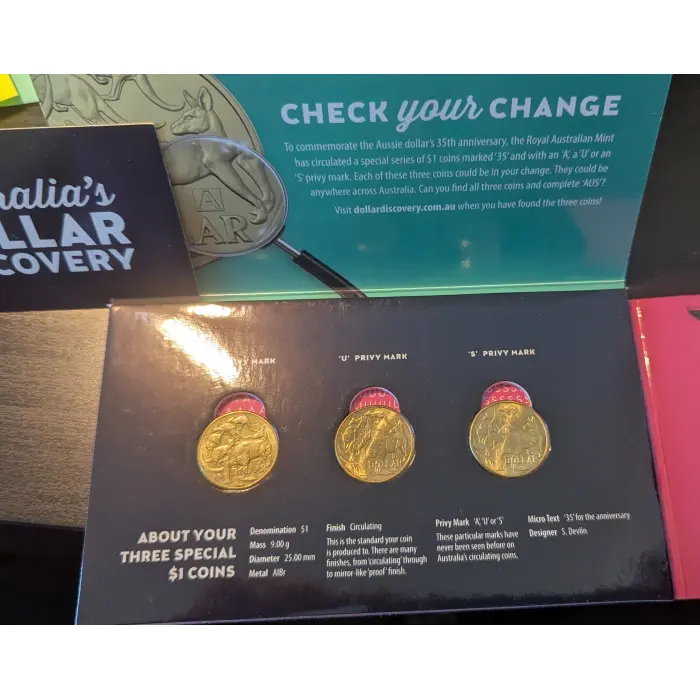 CHECK your CHANGE
To commemorate the Aussie dollar's 35th anniversary, the Royal Australian Mint
has circulated a special series of $1 coins marked '35' and with an 'A', a 'U' or an
'S' privy mark. Each of these three coins could be in your change. They could be
anywhere across Australia. Can you find all three coins and complete 'AUS'?
Visit dollardiscovery.com.au when you have found the three coins!
A
LAR
alia's
LLAR
COVERY
MARK
'U' PRIVY MARK
'S' PRIVY MARK
DOLLAR
DOLLAR
ABOUT YOUR
THREE SPECIAL
$1 COINS
Denomination $1
Mass 9.00 g
Diameter 25.00 mm
Metal AlBr
Finish Circulating
This is the standard your coin
is produced to. There are many
finishes, from 'circulating' through
to mirror-like 'proof' finish.
Privy Mark 'A', 'U' or 'S'
These particular marks have
never been seen before on
Australia's circulating coins.
Micro Text '35' for the anniversary
Designer S. Devlin